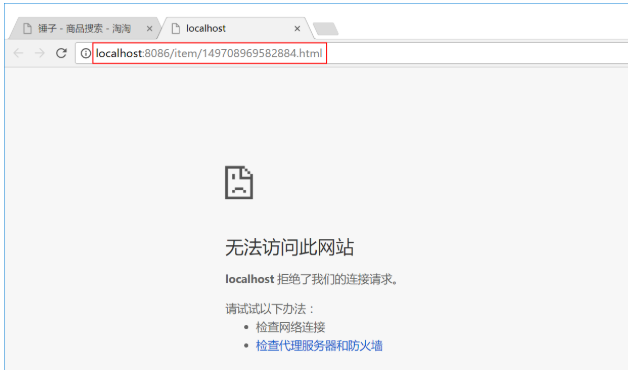 锤子 - 商品搜索 - 淘淘
localhost
localhost:8086/item/149708969582884.html
无法访问此网站
localhost 拒绝了我们的连接请求。
请试试以下办法：
检查网络连接
检查代理服务器和防火墙